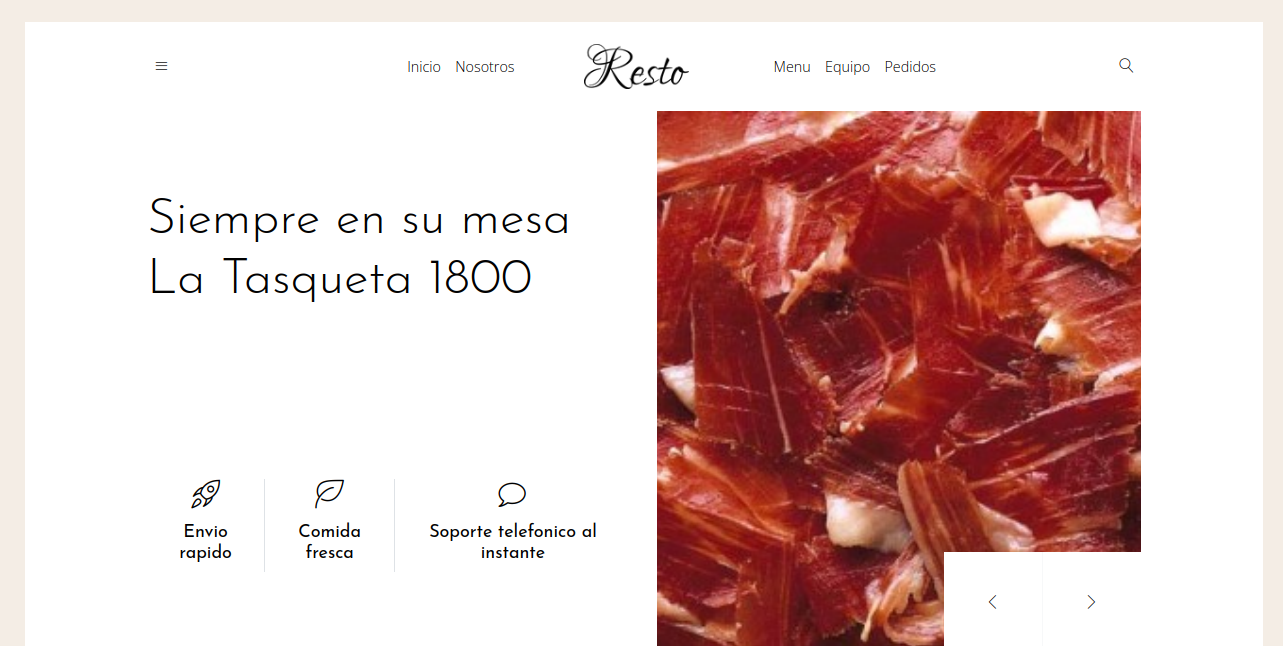 Inicio Nosotros Resto Menu Equipo Pedidos
Siempre en su mesa
La Tasqueta 1800
Envio
rapido
Comida
fresca
Soporte telefonico al
instante